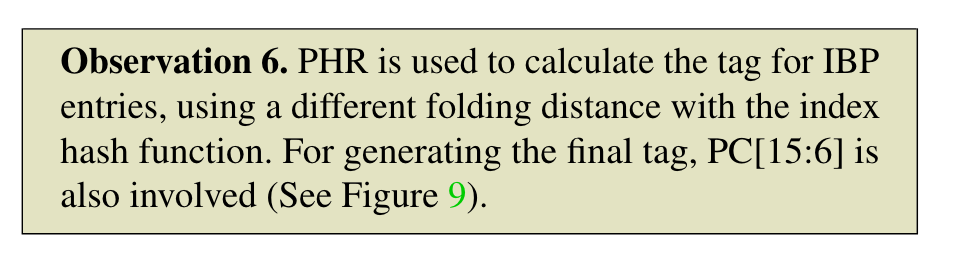 Observation 6. PHR is used to calculate the tag for IBP
entries, using a different folding distance with the index
hash function. For generating the final tag, PC[15:6] is
also involved (See Figure 9).